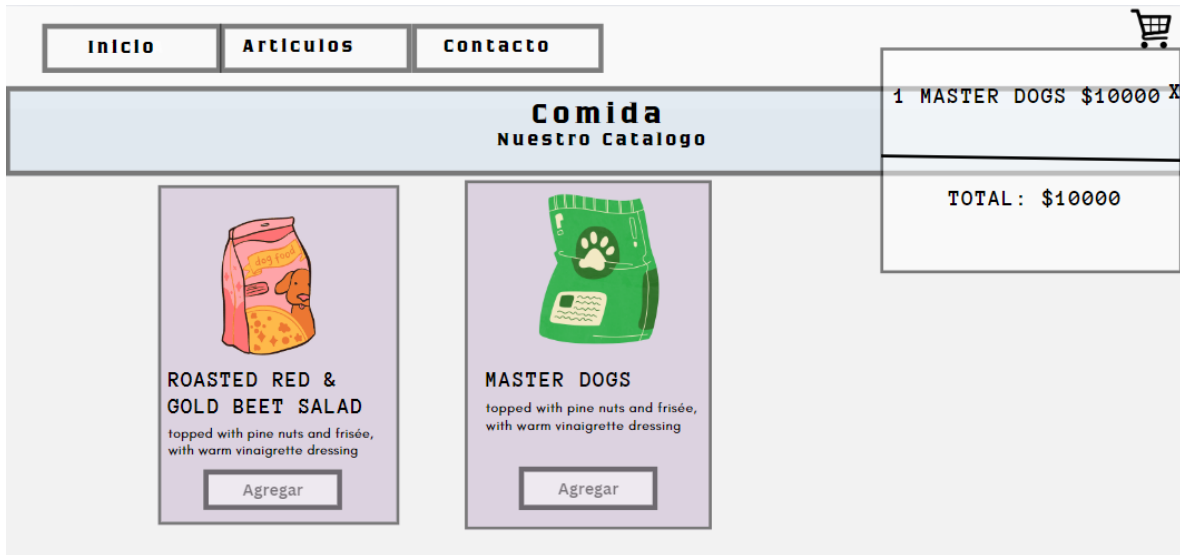 Inicio
Articulos
Contacto
Comida
Nuestro Catalogo
1 MASTER DOGS $10000 X
TOTAL: $10000
dog food
ROASTED RED &
GOLD BEET SALAD
topped with pine nuts and frisée,
with warm vinaigrette dressing
Agregar
MASTER DOGS
topped with pine nuts and frisée,
with warm vinaigrette dressing
Agregar